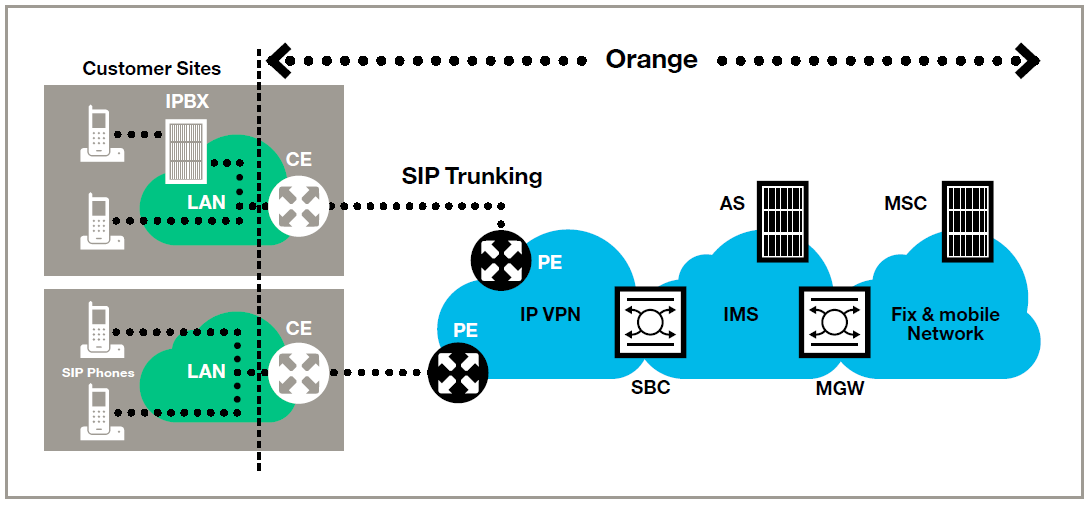 Orange
Customer Sites
IPBX
CE
LAN
SIP Trunking
AS
MSC
PE
IP VPN
IMS
Fix & mobile
Network
PE
CE
SIP Phones
LAN
SBC
MGW